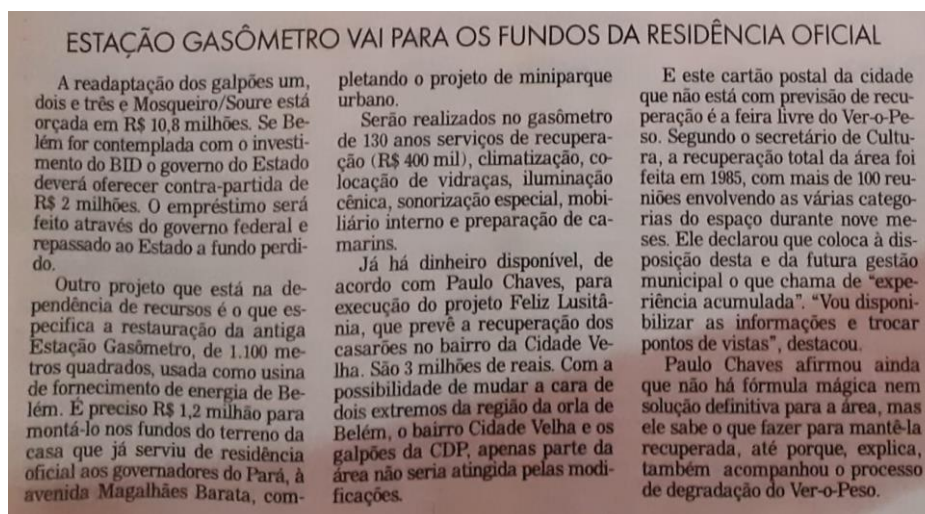 ESTAÇÃO GASÔMETRO VAI PARA OS FUNDOS DA RESIDÊNCIA OFICIAL
A readaptação dos galpões um,
dois e três e Mosqueiro/Soure está
orçada em R$ 10,8 milhões. Se Be-
lém for contemplada com o investi-
mento do BID o governo do Estado
deverá oferecer contra-partida de
R$ 2 milhões. O empréstimo será
feito através do governo federal e
repassado ao Estado a fundo perdi-
do.
Outro projeto que está na de-
pendência de recursos é o que es-
pecifica a restauração da antiga
Estação Gasômetro, de 1.100 me-
tros quadrados, usada como usina
de fornecimento de energia de Be-
lém. É preciso R$ 1,2 milhão para
montá-lo nos fundos do terreno da
casa que já serviu de residência
oficial aos governadores do Pará, à
avenida Magalhães Barata, com-
pletando o projeto de miniparque
urbano.
Serão realizados no gasômetro
de 130 anos serviços de recupera-
ção (R$ 400 mil), climatização, co-
locação de vidraças, iluminação
cênica, sonorização especial, mobi-
liário interno e preparação de ca-
marins.
Já há dinheiro disponível, de
acordo com Paulo Chaves, para
execução do projeto Feliz Lusitâ-
nia, que prevê a recuperação dos
casarões no bairro da Cidade Ve-
lha. São 3 milhões de reais. Com a
possibilidade de mudar a cara de
dois extremos da região da orla de
Belém, o bairro Cidade Velha e os
galpões da CDP, apenas parte da
área não seria atingida pelas modi-
ficações.
E este cartão postal da cidade
que não está com previsão de recu-
peração é a feira livre do Ver-o-Pe-
so. Segundo o secretário de Cultu-
ra, a recuperação total da área foi
feita em 1985, com mais de 100 reu-
niões envolvendo as várias catego-
rias do espaço durante nove me-
ses. Ele declarou que coloca à dis-
posição desta e da futura gestão
municipal o que chama de "expe-
riência acumulada". "Vou disponi-
bilizar as informações e trocar
pontos de vistas", destacou.
Paulo Chaves afirmou ainda
que não há fórmula mágica nem
solução definitiva para a área, mas
ele sabe o que fazer para mantê-la
recuperada, até porque, explica,
também acompanhou o processo
de degradação do Ver-o-Peso.